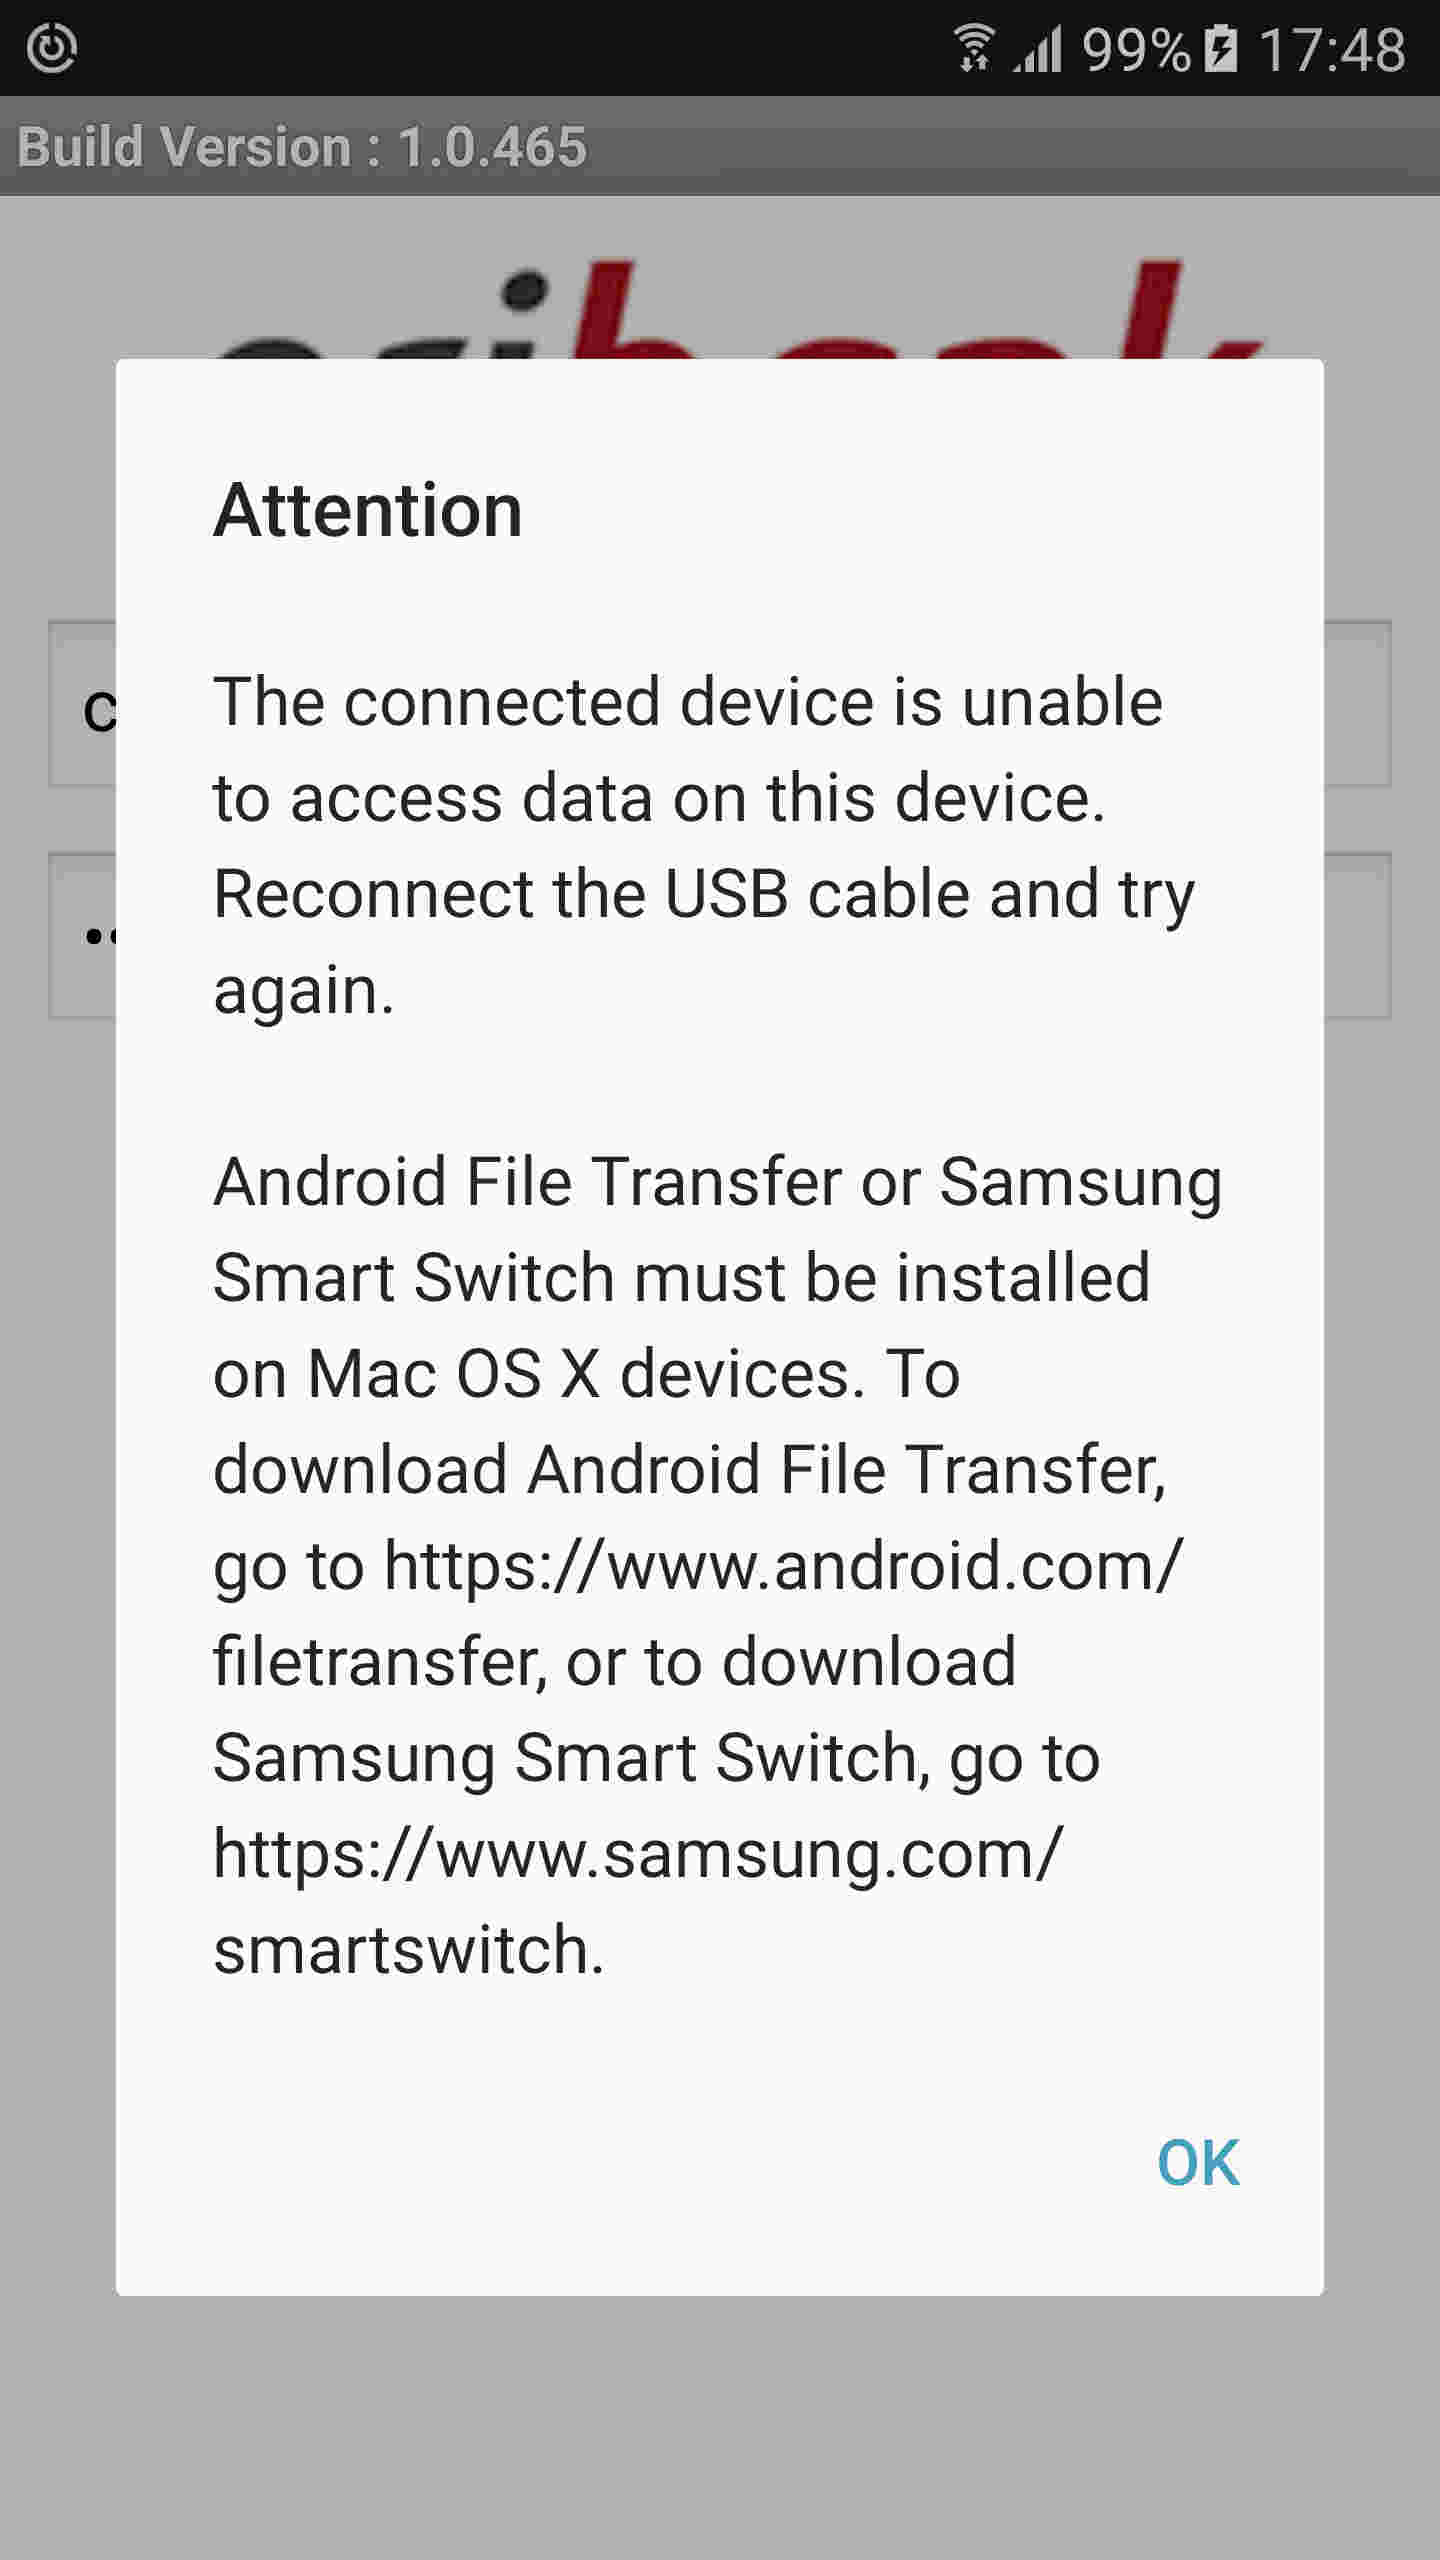 99% 17:48
Build Version : 1.0.465
Attention
The connected device is unable
to access data on this device.
Reconnect the USB cable and try
again.
Android File Transfer or Samsung
Smart Switch must be installed
on Mac OS X devices. To
download Android File Transfer,
go to https://www.android.com/
filetransfer, or to download
Samsung Smart Switch, go to
https://www.samsung.com/
smartswitch.
OK